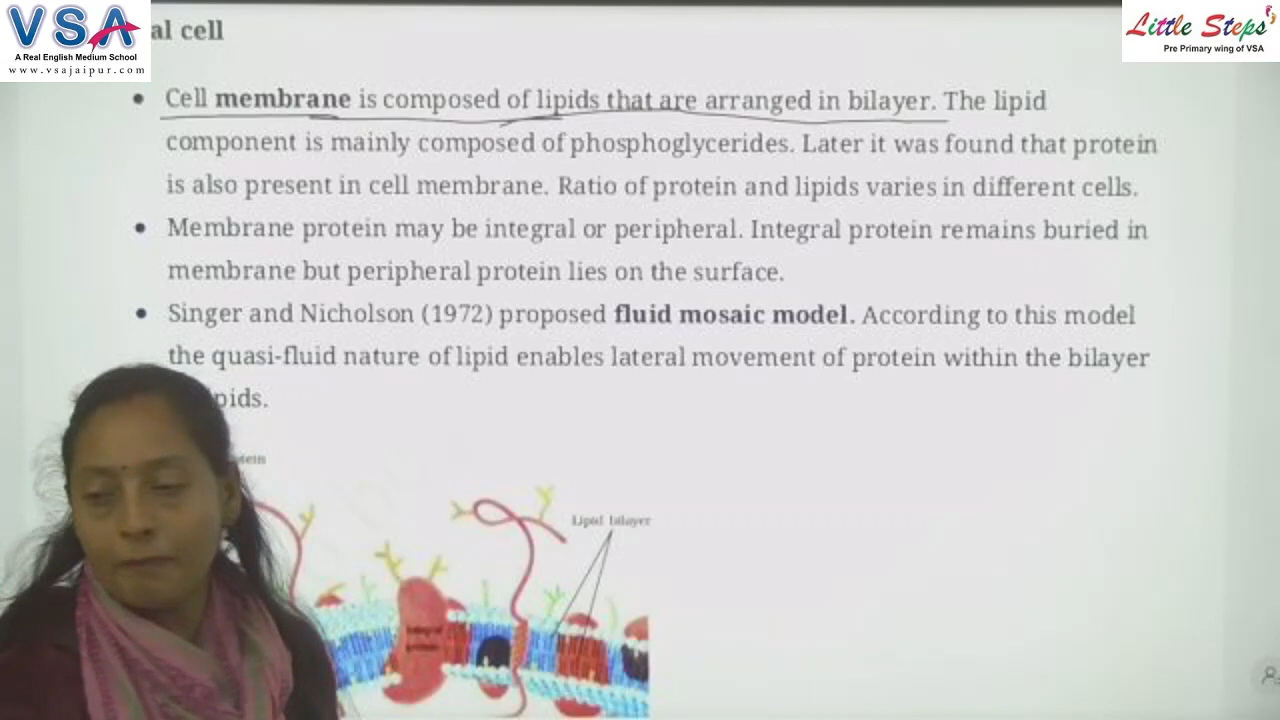 VSA
A Real English Medium School
www.vsajaipur.com
Little Steps
Pre Primary wing of VSA
al cell
Cell membrane is composed of lipids that are arranged in bilayer. The lipid
component is mainly composed of phosphoglycerides. Later it was found that protein
is also present in cell membrane. Ratio of protein and lipids varies in different cells.
Membrane protein may be integral or peripheral. Integral protein remains buried in
membrane but peripheral protein lies on the surface.
Singer and Nicholson (1972) proposed fluid mosaic model. According to this model
the quasi-fluid nature of lipid enables lateral movement of protein within the bilayer
pids.
tein
Lipid bilayer
Integral
protein